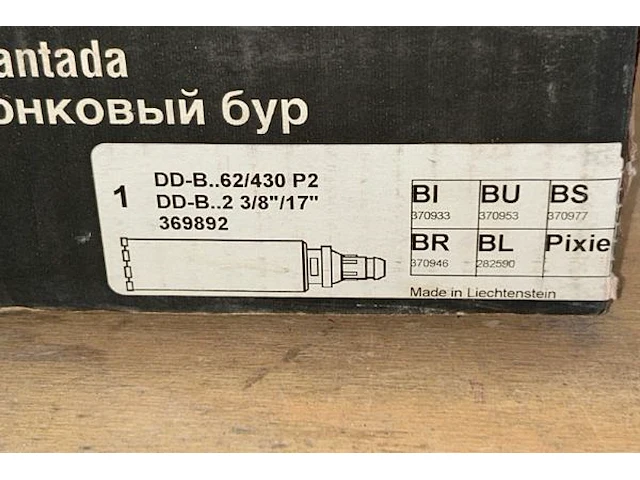 antada
онковый бур
1
DD-B..62/430 P2
DD-B..2 3/8"/17"
369892
BI BU BS
370933 370953 370977
BR BL Pixie
370946 282590
Made in Liechtenstein